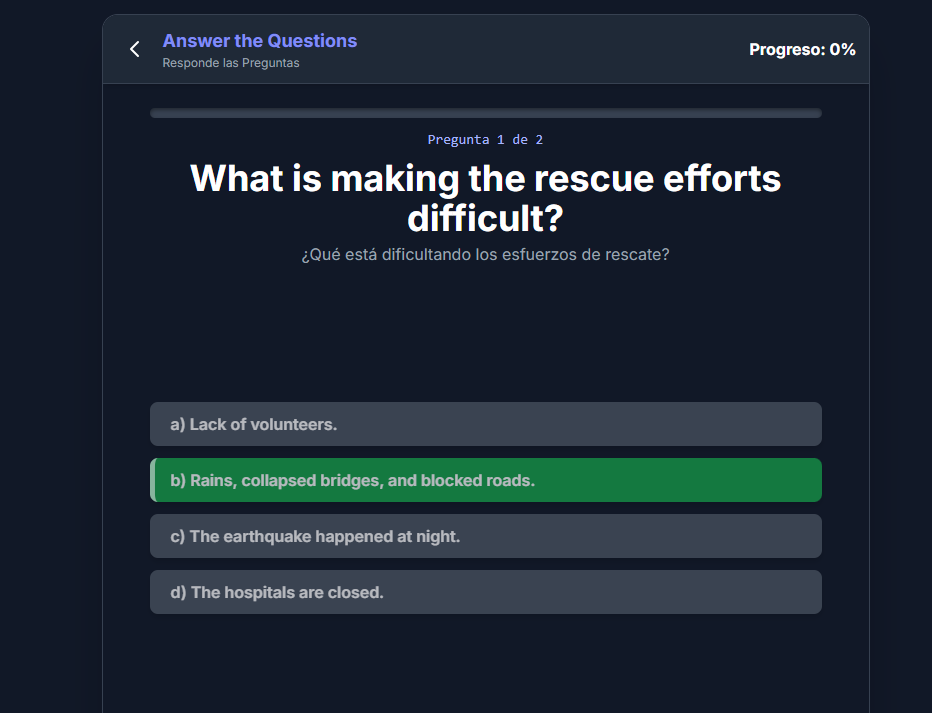 Answer the Questions
Responde las Preguntas
Progreso: 0%
Pregunta 1 de 2
What is making the rescue efforts
difficult?
¿Qué está dificultando los esfuerzos de rescate?
a) Lack of volunteers.
b) Rains, collapsed bridges, and blocked roads.
c) The earthquake happened at night.
d) The hospitals are closed.